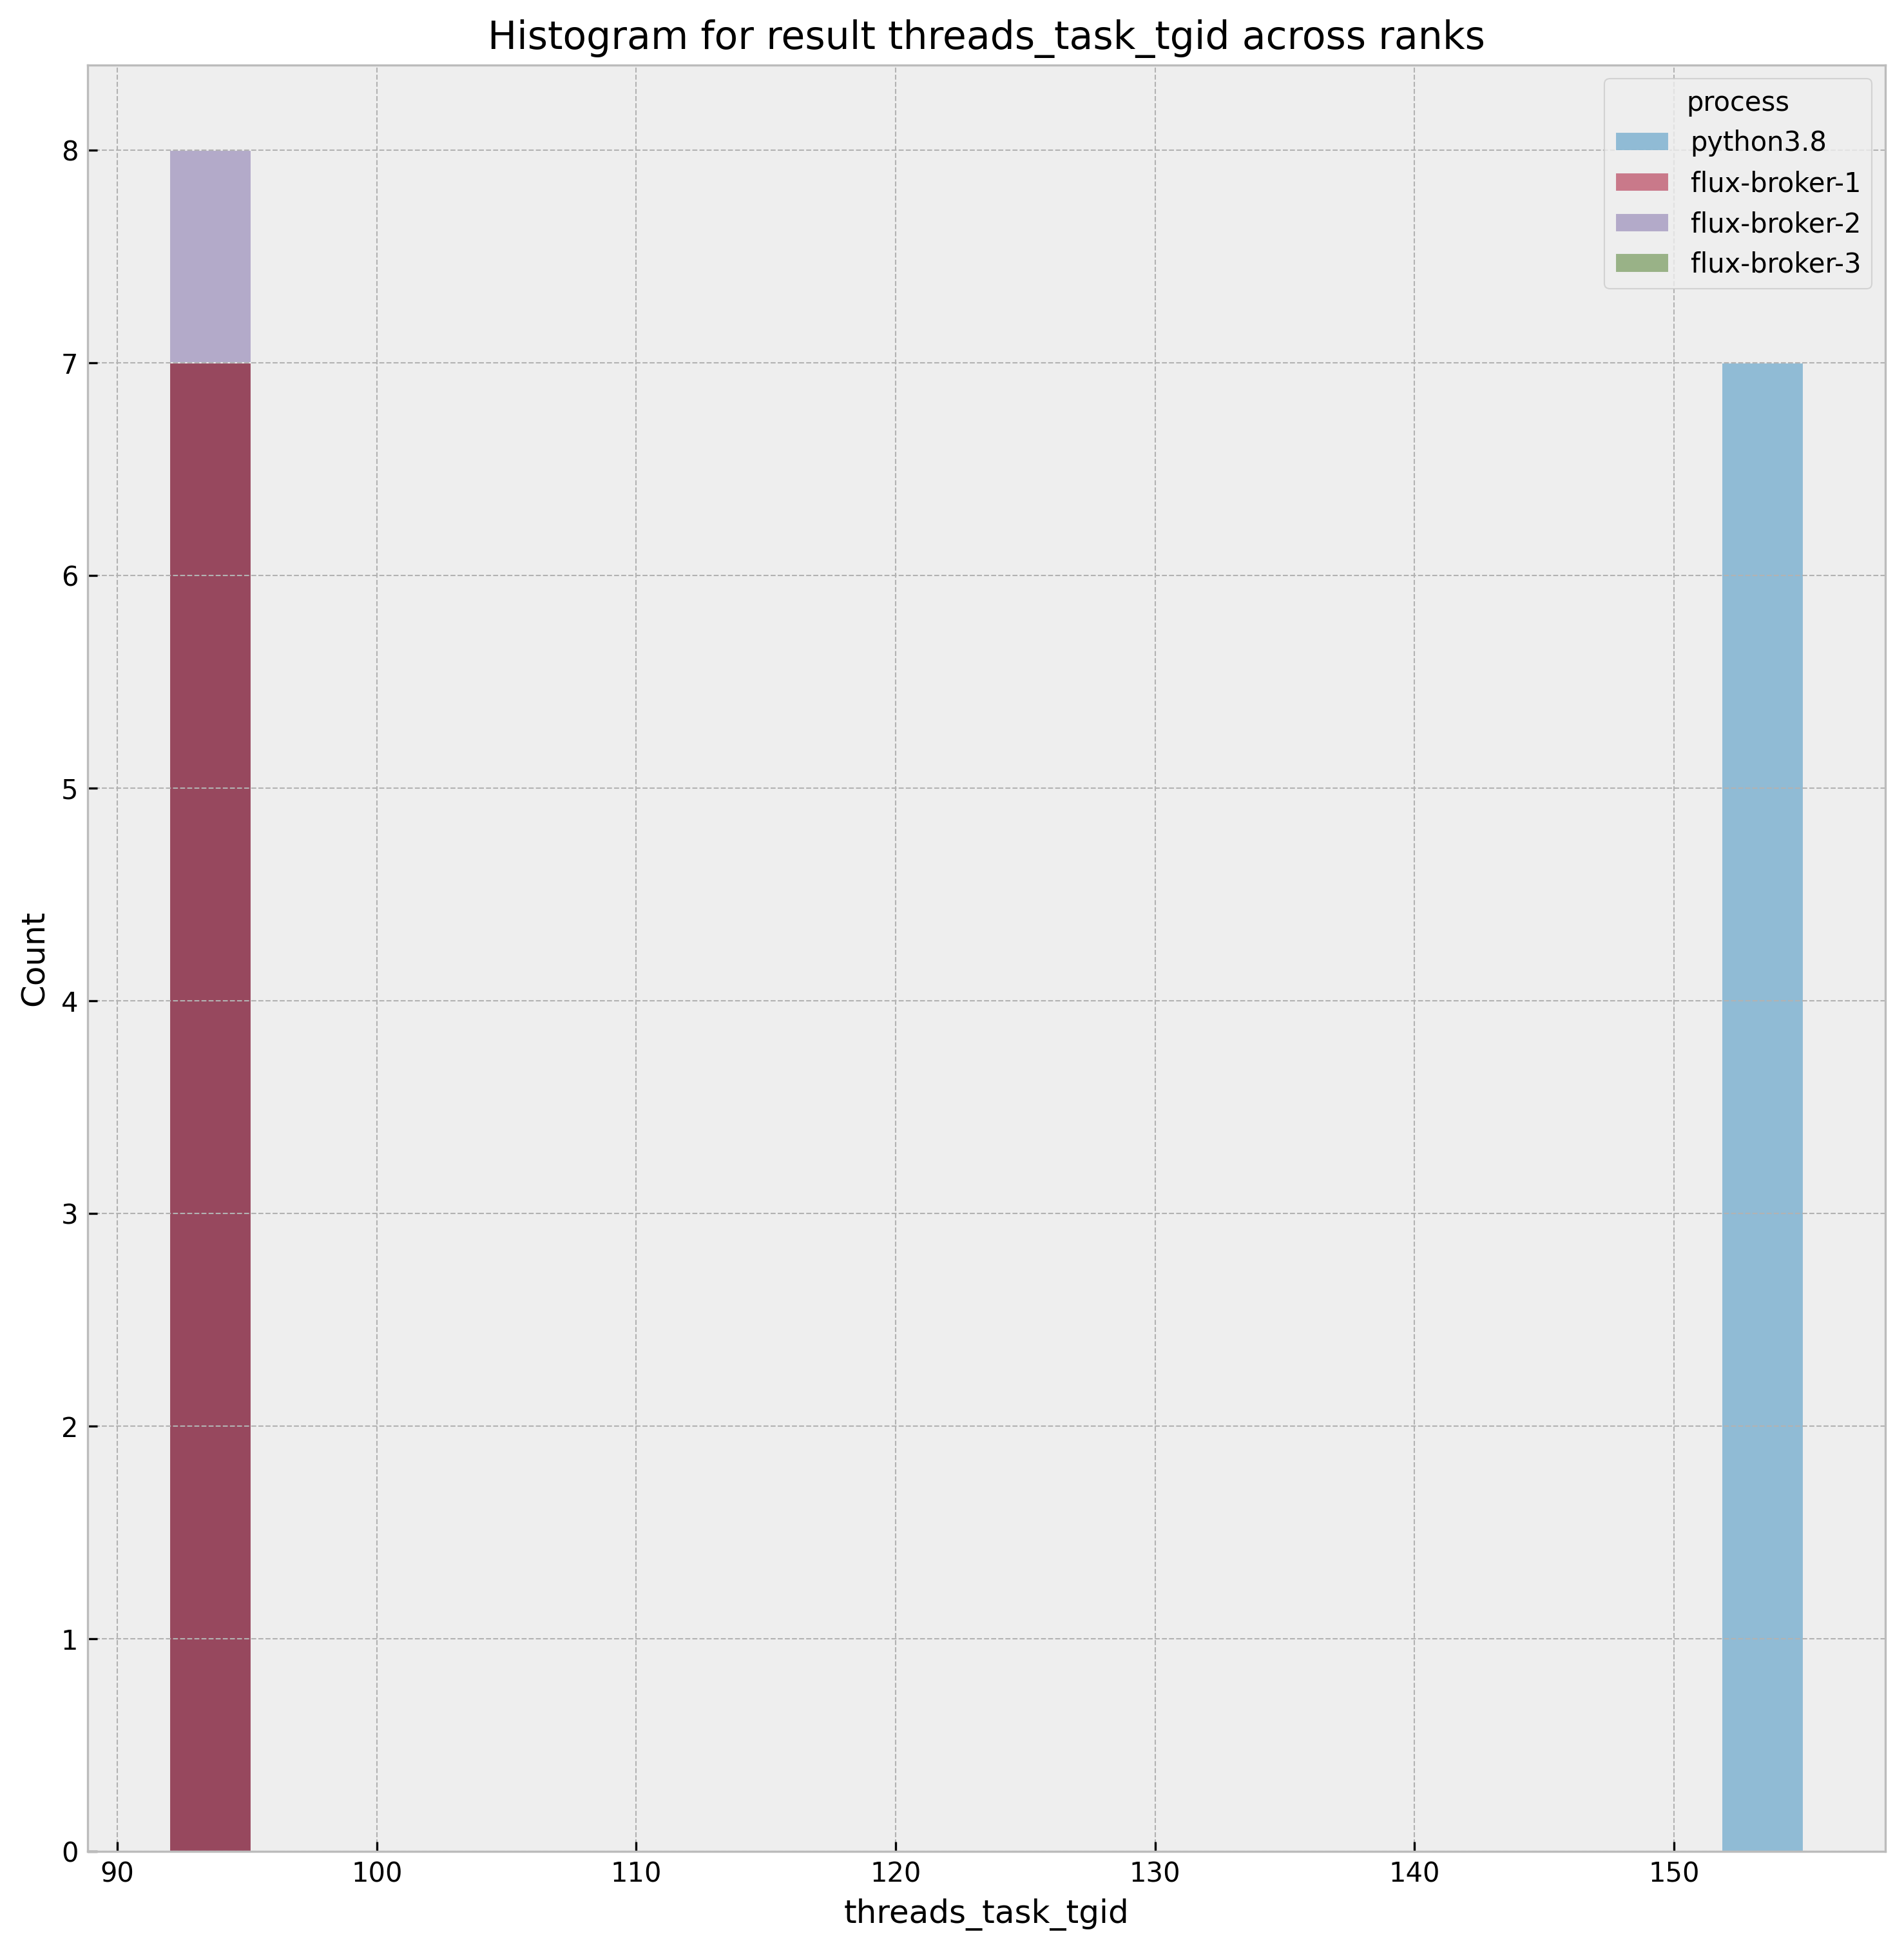 Histogram for result threads_task_tgid across ranks
process
python3.8
flux-broker-1
flux-broker-2
flux-broker-3
8
7
6
5
4
3
2
1
0
Count
90 100 110 120 130 140 150
threads_task_tgid